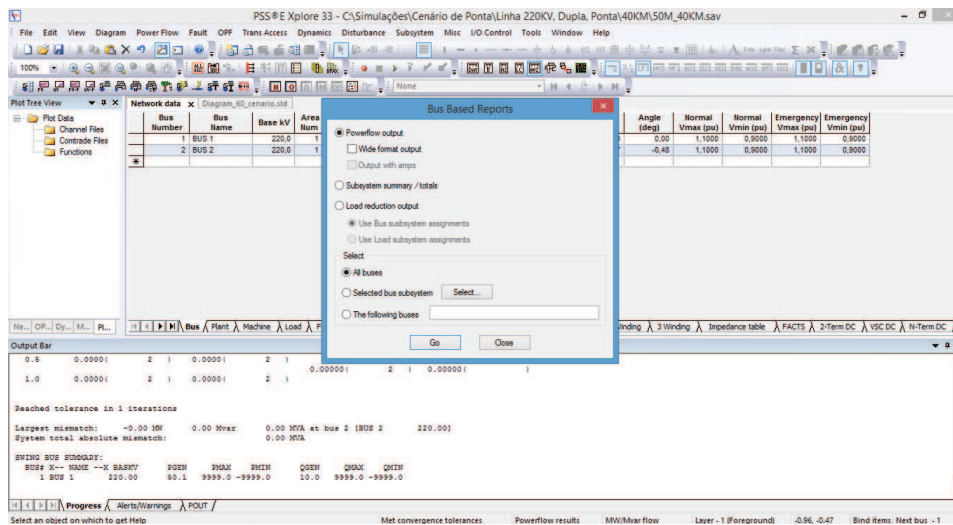 PSS®E Xplore 33 - C:\Simulações\Cenário de Ponta\Linha 220KV, Dupla, Ponta\40KM\50M_40KM.sav
File Edit View Diagram Power Flow Fault OPF Trans Access Dynamics Disturbance Subsystem Misc I/O Control Tools Window Help
100%
None
Plot Tree View
Network data x Diagram_60_cenario.sld
Plot Data
Channel Files
Comtrade Files
Functions
Bus Number Bus Name Base kV Area Num Angle (deg) Normal Vmax (pu) Normal Vmin (pu) Emergency Vmax (pu) Emergency Vmin (pu)
1 BUS 1 220,0 1 0,00 1,1000 0,9000 1,1000 0,9000
2 BUS 2 220,0 1 -0,48 1,1000 0,9000 1,1000 0,9000
Bus Based Reports
Powerflow output
Wide format output
Output with amps
Subsystem summary / totals
Load reduction output
Use Bus susbsystem assignments
Use Load subsystem assignments
Select
All buses
Selected bus subsystem Select...
The following buses
Go Close
Ne... OP... Dy... M... Pl...
Bus Plant Machine Load F
inding 3 Winding Impedance table FACTS 2-Term DC VSC DC N-Term DC
Output Bar
0.5 0.0000( 2 ) 0.0000( 2 )
0.00000( 2 ) 0.00000( )
1.0 0.0000( 2 ) 0.0000( 2 )
Reached tolerance in 1 iterations
Largest mismatch: -0.00 MW 0.00 Mvar 0.00 MVA at bus 2 [BUS 2 220.00]
System total absolute mismatch: 0.00 MVA
SWING BUS SUMMARY:
BUS# X-- NAME --X BASKV PGEN PMAX PMIN QGEN QMAX QMIN
1 BUS 1 220.00 50.1 9999.0 -9999.0 10.0 9999.0 -9999.0
Progress Alerts/Warnings POUT
Select an object on which to get Help Met convergence tolerances Powerflow results MW/Mvar flow Layer - 1 (Foreground) -0.96, -0.47 Bind items Next bus - 1